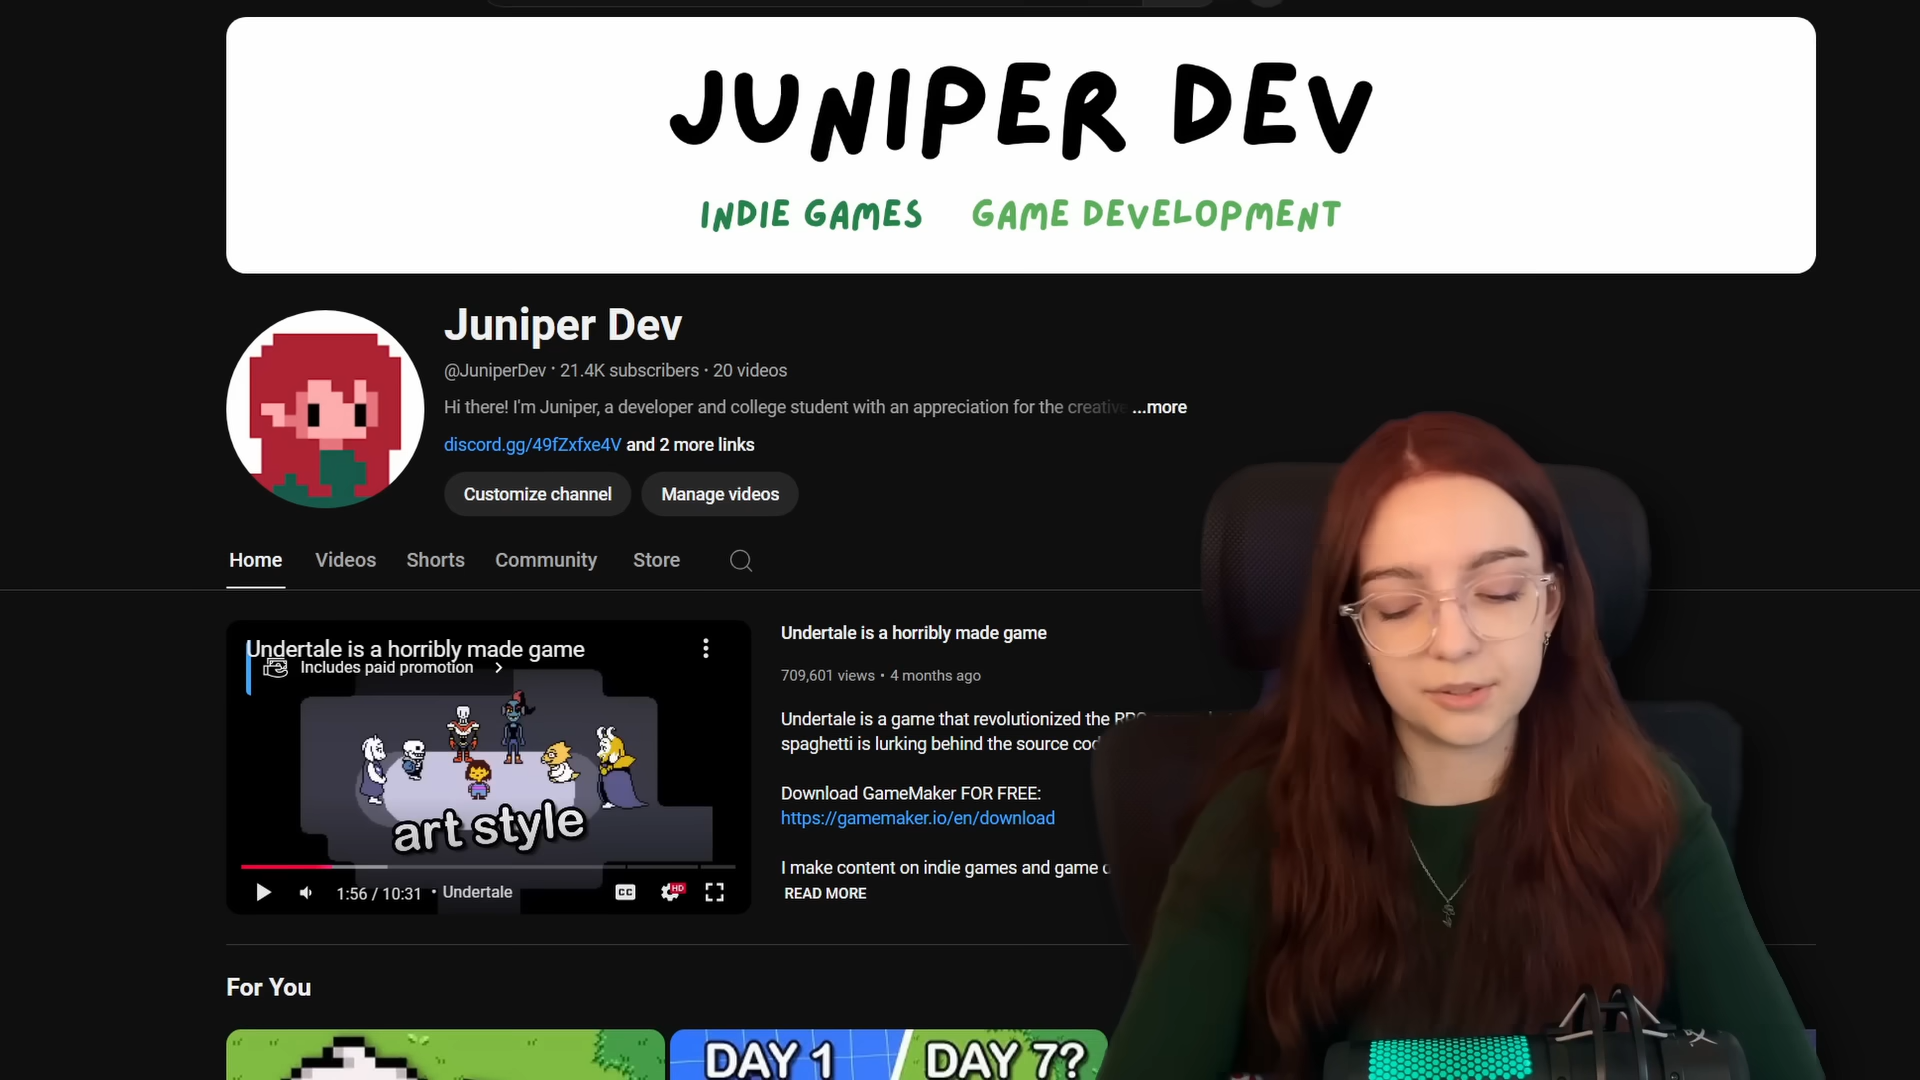 JUNIPER DEV
INDIE GAMES GAME DEVELOPMENT
Juniper Dev
@JuniperDev · 21.4K subscribers · 20 videos
Hi there! I'm Juniper, a developer and college student with an appreciation for the creative ...more
discord.gg/49fZxfxe4V and 2 more links
Customize channel Manage videos
Home Videos Shorts Community Store
Undertale is a horribly made game
Includes paid promotion
art style
1:56 / 10:31 · Undertale
CC
HD
Undertale is a horribly made game
709,601 views · 4 months ago
Undertale is a game that revolutionized the
spaghetti is lurking behind the source
Download GameMaker FOR FREE:
https://gamemaker.io/en/download
I make content on indie games and game
READ MORE
For You
DAY 1 DAY 7?